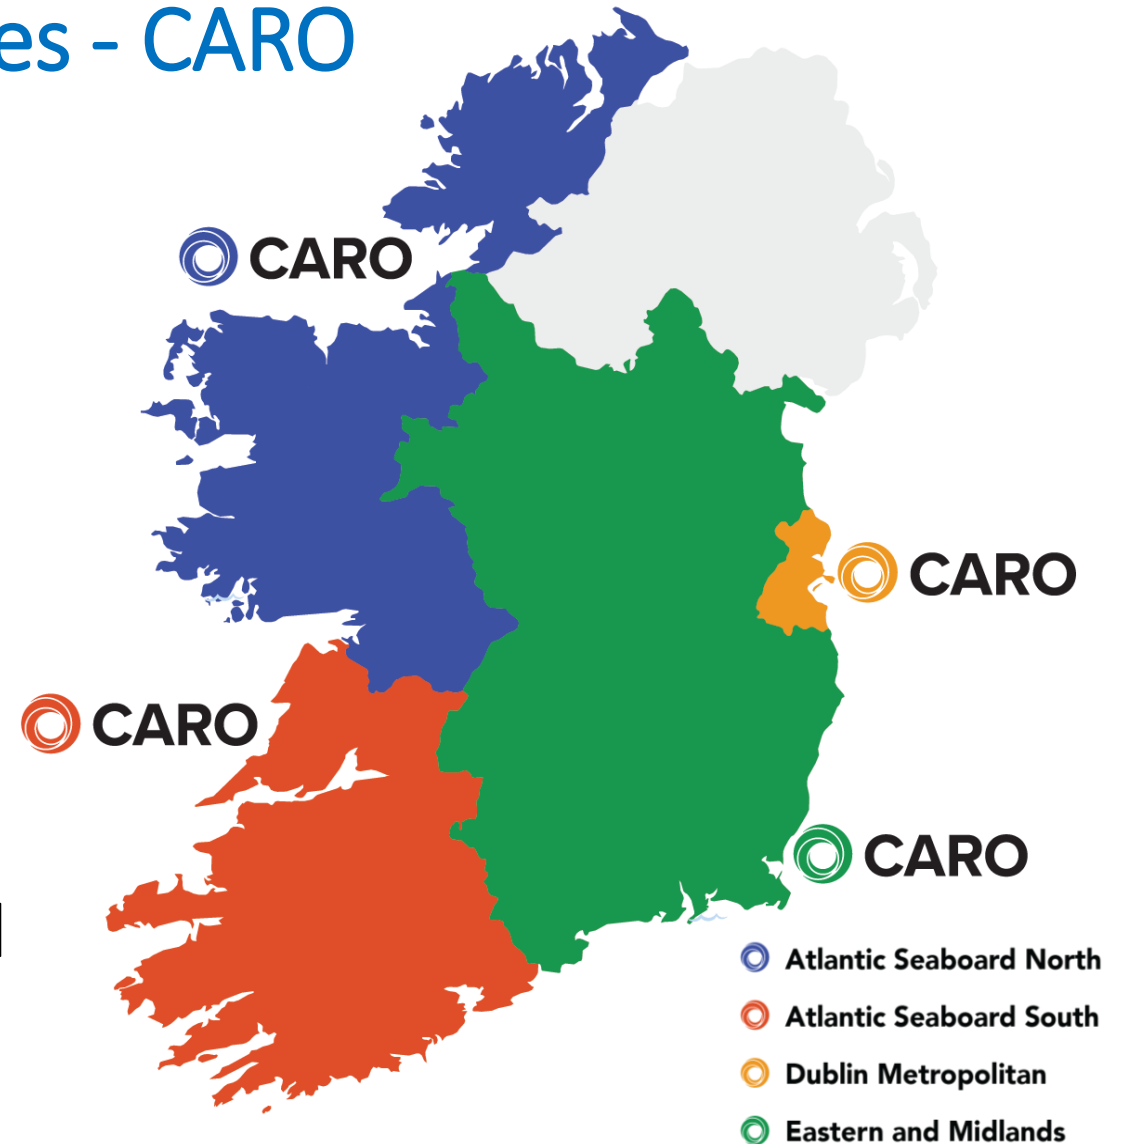 es - CARO
CARO
CARO
CARO
CARO
Atlantic Seaboard North
Atlantic Seaboard South
Dublin Metropolitan
Eastern and Midlands